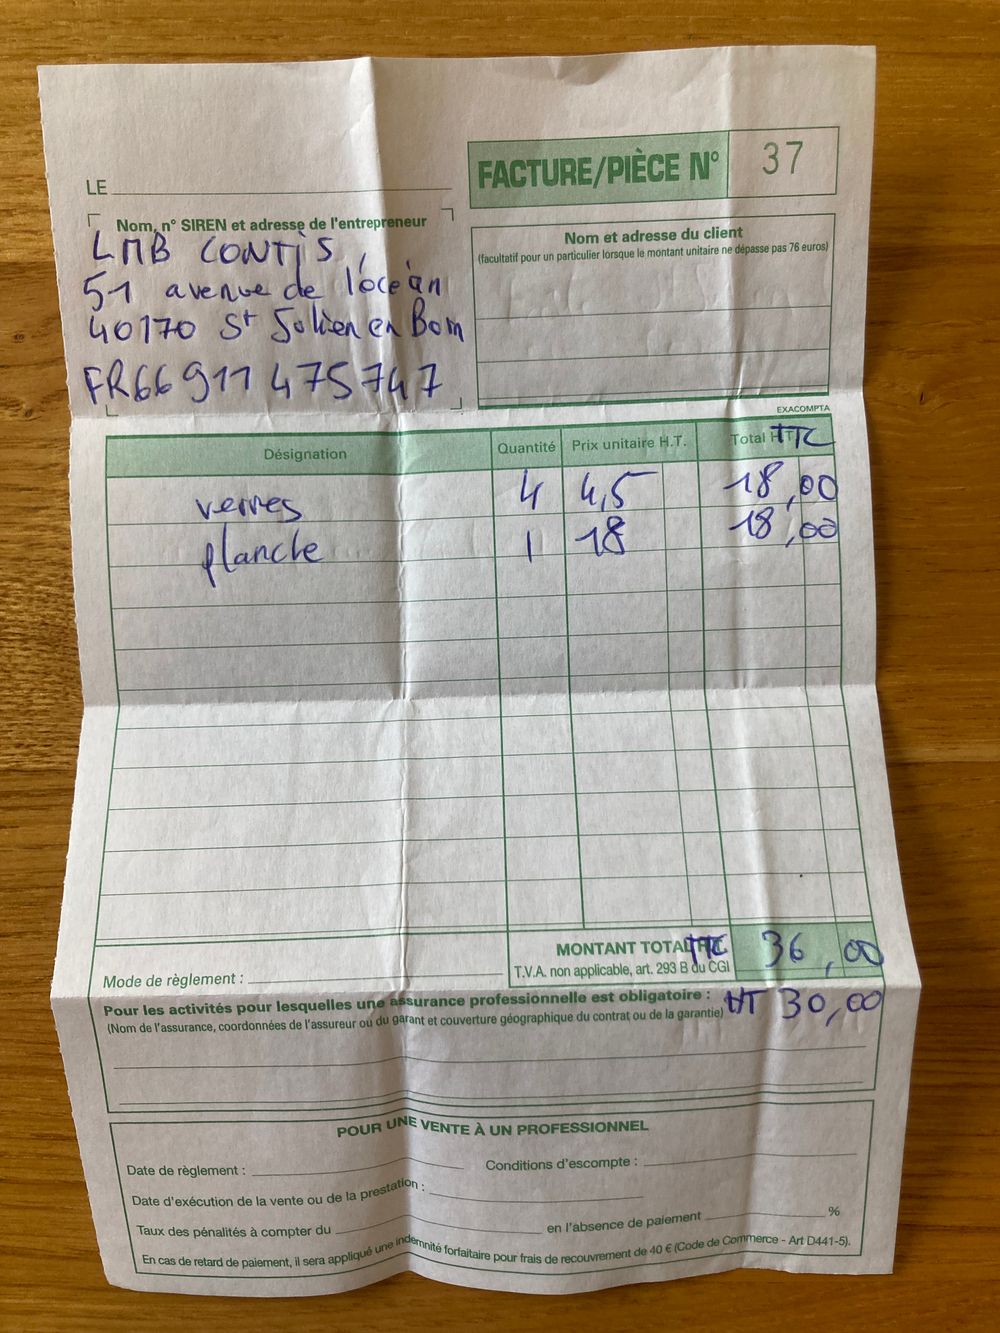 FACTURE/PIÈCE N° 37
LE
Nom, n° SIREN et adresse de l'entrepreneur
LMB CONTIS,
51 avenue de l'océan
40170 St Julien en Born
FR66 911 475 747
Nom et adresse du client
(facultatif pour un particulier lorsque le montant unitaire ne dépasse pas 76 euros)
EXACOMPTA
Désignation Quantité Prix unitaire H.T. Total TTC
verres 4 4,5 18,00
planche 1 18 18,00
MONTANT TOTAL TTC 36,00
T.V.A. non applicable, art. 293 B du CGI
Mode de règlement :
Pour les activités pour lesquelles une assurance professionnelle est obligatoire : HT 30,00
(Nom de l'assurance, coordonnées de l'assureur ou du garant et couverture géographique du contrat ou de la garantie)
POUR UNE VENTE À UN PROFESSIONNEL
Date de règlement : Conditions d'escompte :
Date d'exécution de la vente ou de la prestation :
Taux des pénalités à compter du en l'absence de paiement %
En cas de retard de paiement, il sera appliqué une indemnité forfaitaire pour frais de recouvrement de 40 € (Code de Commerce - Art D441-5).